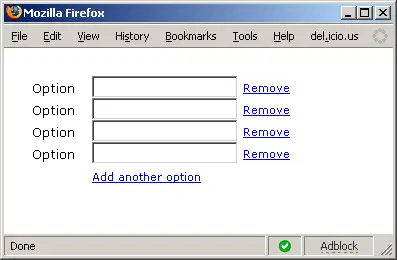 Mozilla Firefox
File Edit View History Bookmarks Tools Help del.icio.us
Option Remove
Option Remove
Option Remove
Option Remove
Add another option
Done Adblock